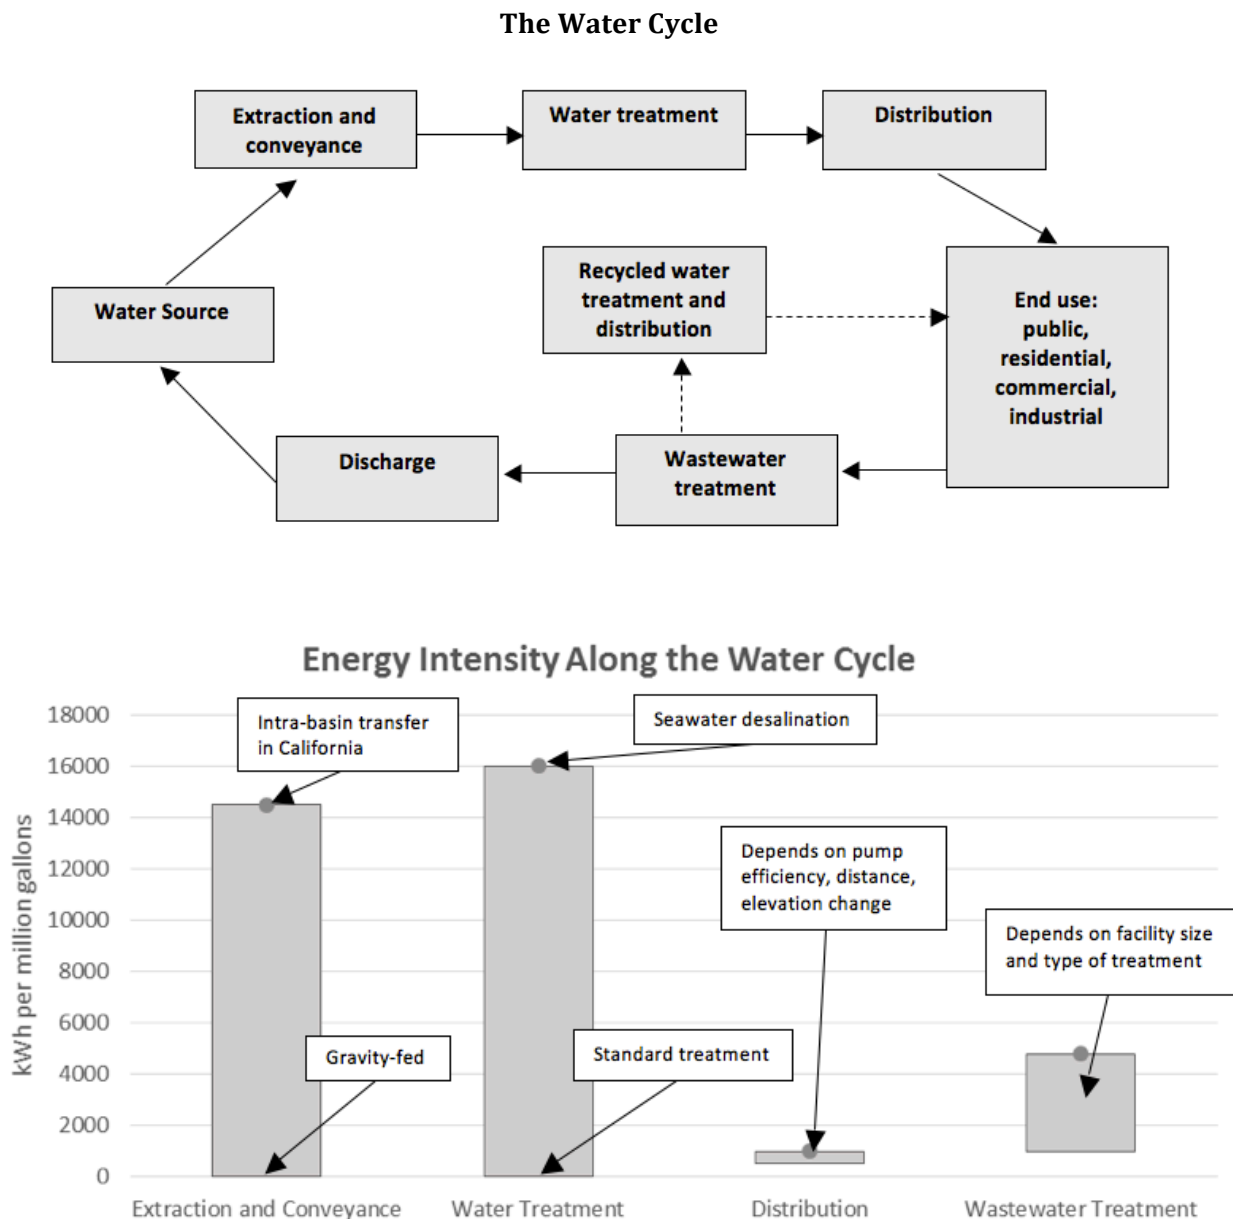 The Water Cycle
Extraction and
conveyance
Water treatment
Distribution
Water Source
Recycled water
treatment and
distribution
End use:
public,
residential,
commercial,
industrial
Discharge
Wastewater
treatment
Energy Intensity Along the Water Cycle
kWh per million gallons
18000
16000
14000
12000
10000
8000
6000
4000
2000
0
Intra-basin transfer
in California
Seawater desalination
Depends on pump
efficiency, distance,
elevation change
Depends on facility size
and type of treatment
Gravity-fed
Standard treatment
Extraction and Conveyance
Water Treatment
Distribution
Wastewater Treatment